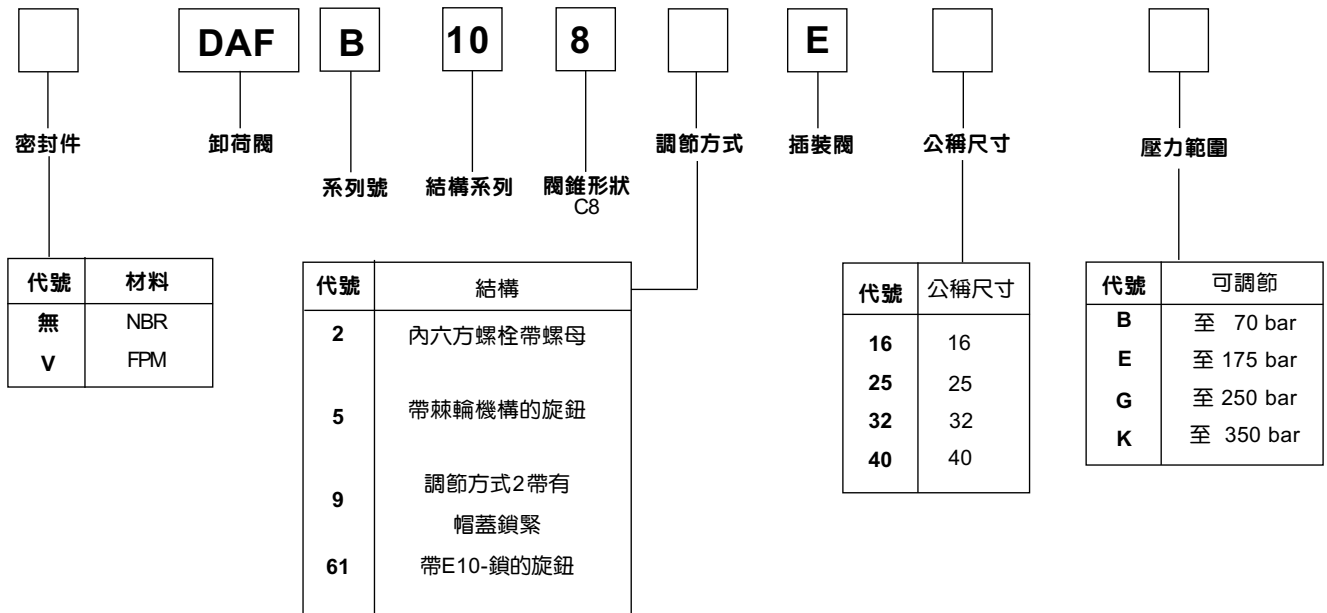 DAF B 10 8 E
密封件 卸荷閥 調節方式 插裝閥 公稱尺寸 壓力範圍
系列號 結構系列 閥錐形狀
C8
代號 材料
無 NBR
V FPM
代號 結構
2 內六方螺栓帶螺母
5 帶棘輪機構的旋鈕
9 調節方式2帶有
帽蓋鎖緊
61 帶E10-鎖的旋鈕
代號 公稱尺寸
16 16
25 25
32 32
40 40
代號 可調節
B 至 70 bar
E 至 175 bar
G 至 250 bar
K 至 350 bar